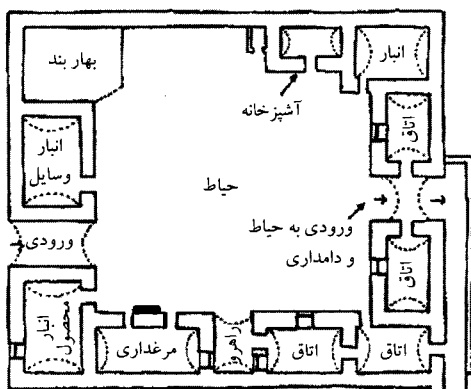 بهار بند
انبار
آشپزخانه
اتاق
انبار
وسایل
حیاط
ورودی به حیاط
و دامداری
ورودی
اتاق
انبار
محصول
مرغداری
راهرو
اتاق
اتاق